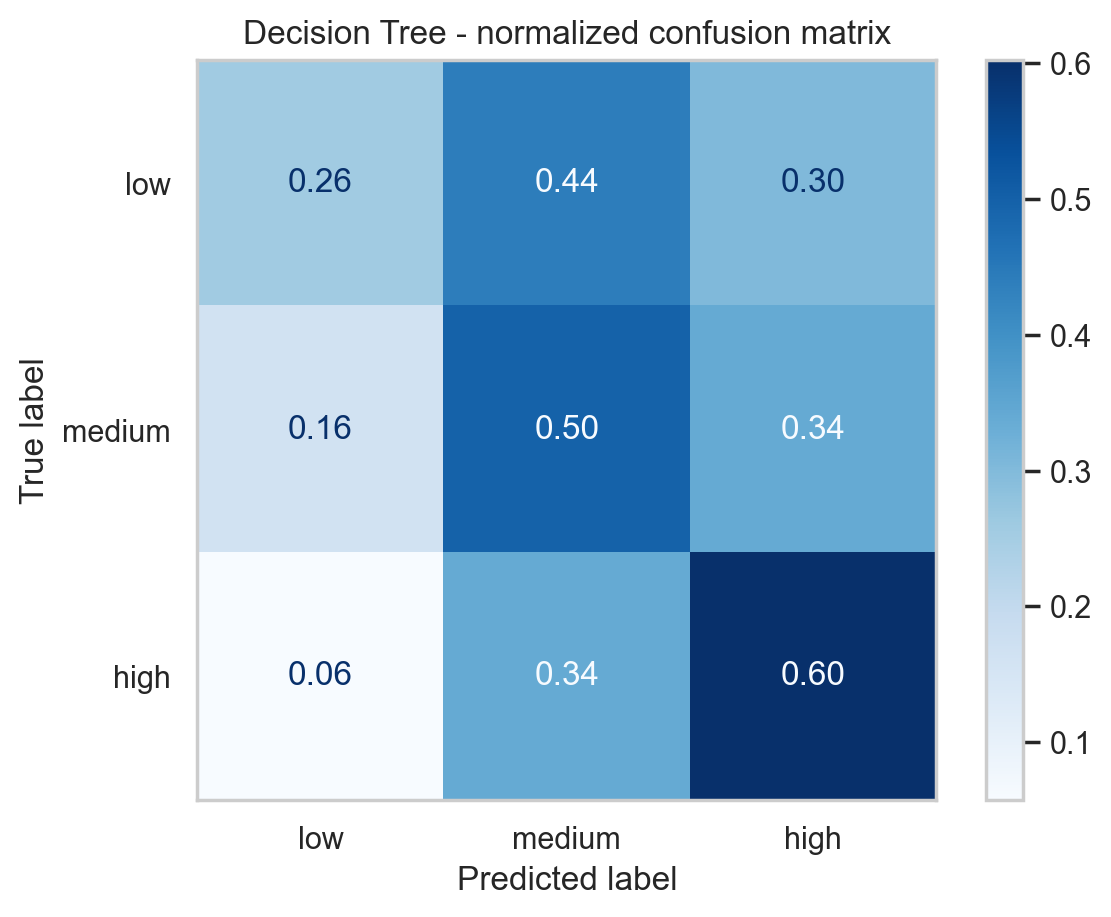 Decision Tree - normalized confusion matrix
low
0.26
0.44
0.30
medium
0.16
0.50
0.34
high
0.06
0.34
0.60
low
medium
high
Predicted label
True label
0.6
0.5
0.4
0.3
0.2
0.1